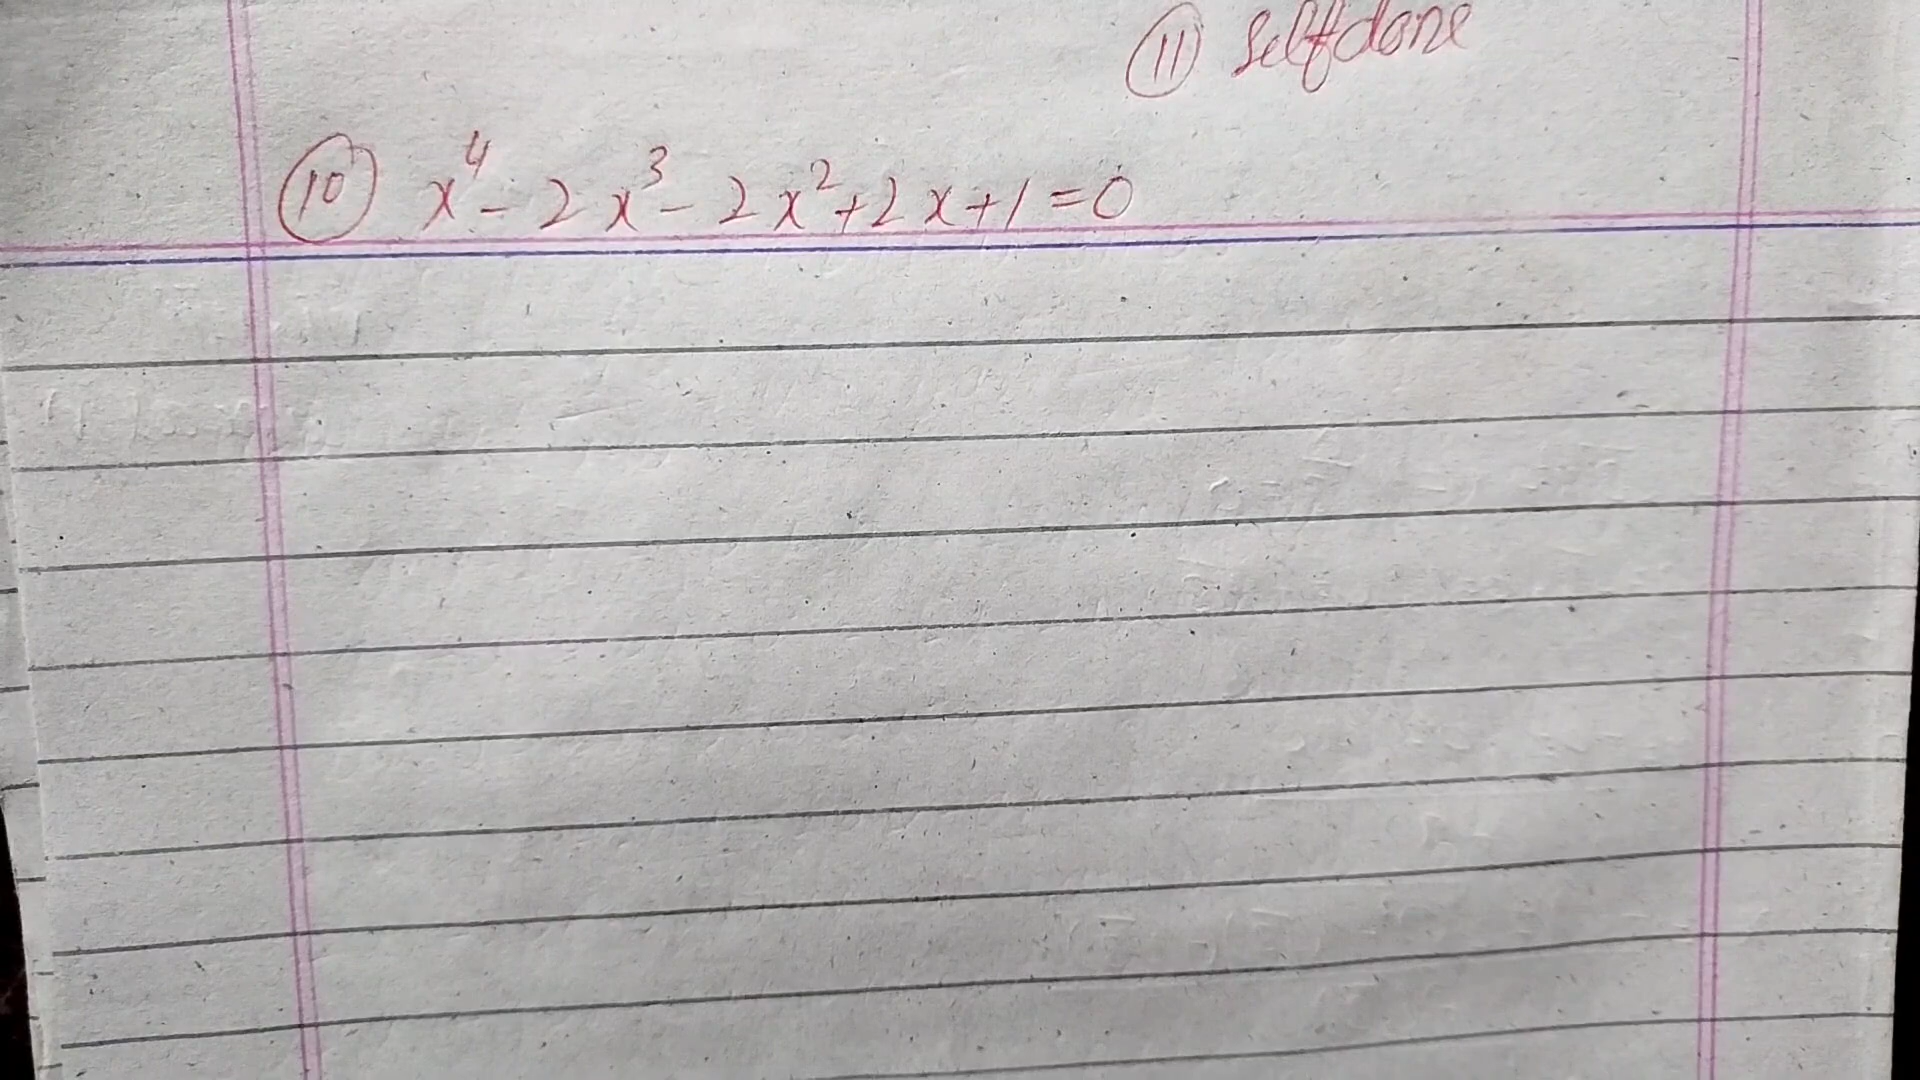 ⑪ Selfdone
⑩ x⁴ - 2x³ - 2x² + 2x + 1 = 0